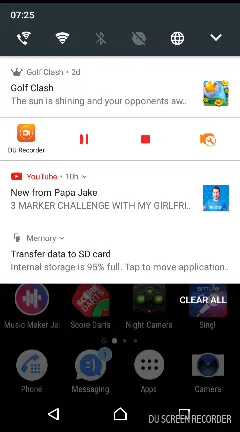 07:25
Golf Clash • 2d
Golf Clash
The sun is shining and your opponents aw..
DU Recorder
YouTube • 10h
New from Papa Jake
3 MARKER CHALLENGE WITH MY GIRLFRI..
Memory
Transfer data to SD card
Internal storage is 95% full. Tap to move application..
CLEAR ALL
Music Maker Ja
Score Darts
Night Camera
Sing!
Phone
Messaging
Apps
Camera
DU SCREEN RECORDER